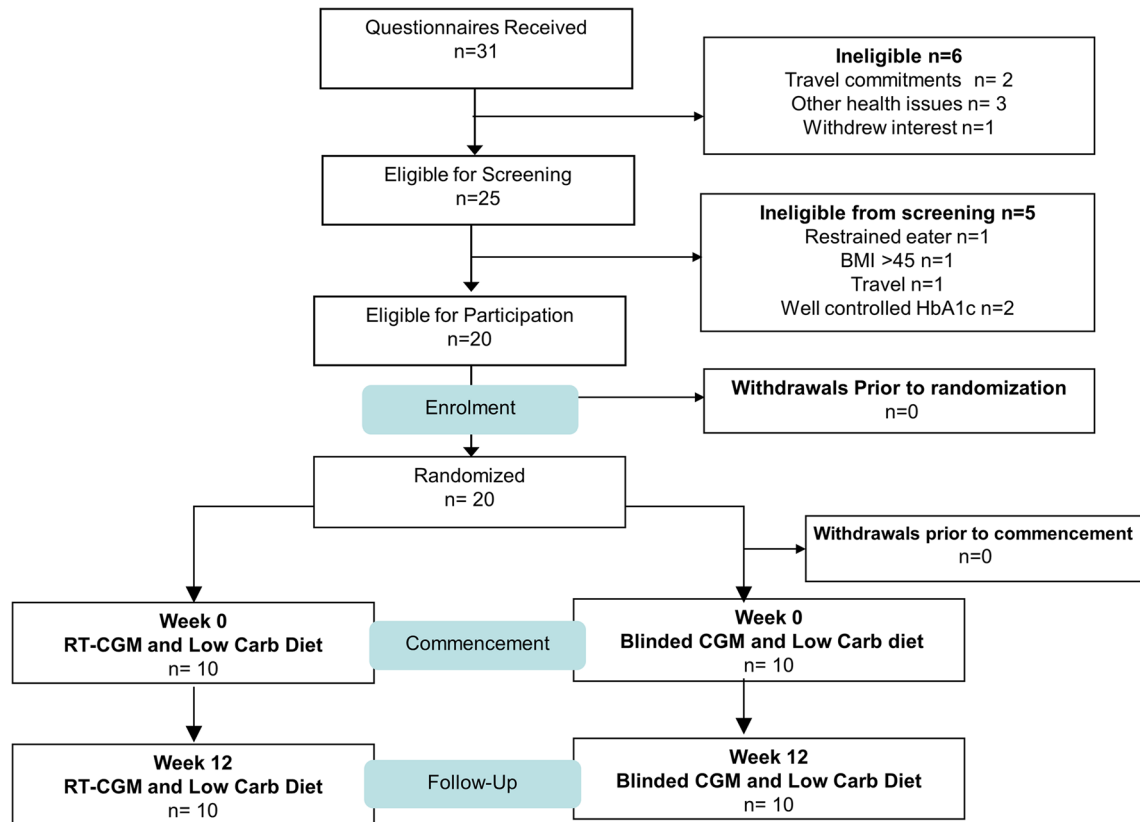 Questionnaires Received
n=31
Ineligible n=6
Travel commitments n= 2
Other health issues n= 3
Withdrew interest n=1
Eligible for Screening
n=25
Ineligible from screening n=5
Restrained eater n=1
BMI >45 n=1
Travel n=1
Well controlled HbA1c n=2
Eligible for Participation
n=20
Enrolment
Withdrawals Prior to randomization
n=0
Randomized
n= 20
Withdrawals prior to commencement
n=0
Week 0
RT-CGM and Low Carb Diet
n= 10
Commencement
Week 0
Blinded CGM and Low Carb diet
n= 10
Week 12
RT-CGM and Low Carb Diet
n= 10
Follow-Up
Week 12
Blinded CGM and Low Carb Diet
n= 10